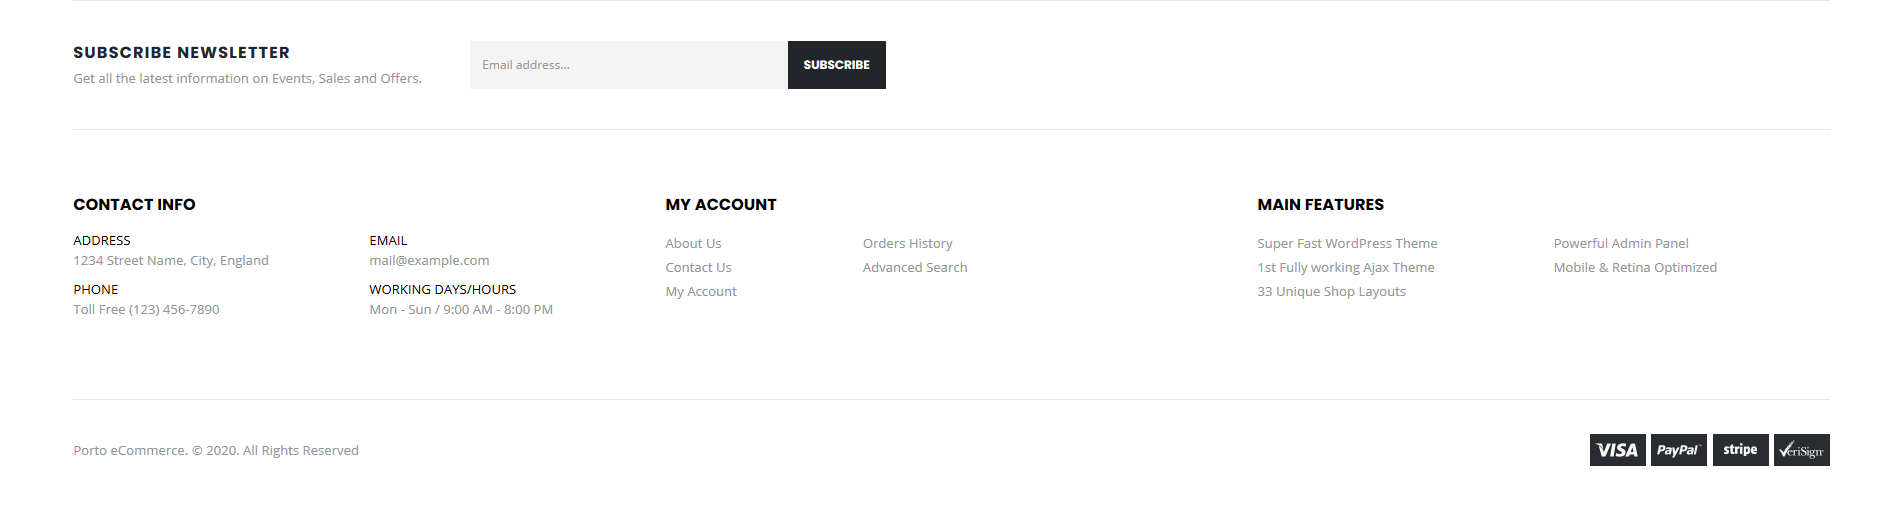 SUBSCRIBE NEWSLETTER
Get all the latest information on Events, Sales and Offers.
Email address...
SUBSCRIBE
CONTACT INFO
ADDRESS
1234 Street Name, City, England
PHONE
Toll Free (123) 456-7890
EMAIL
mail@example.com
WORKING DAYS/HOURS
Mon - Sun / 9:00 AM - 8:00 PM
MY ACCOUNT
About Us
Contact Us
My Account
Orders History
Advanced Search
MAIN FEATURES
Super Fast WordPress Theme
1st Fully working Ajax Theme
33 Unique Shop Layouts
Powerful Admin Panel
Mobile & Retina Optimized
Porto eCommerce. © 2020. All Rights Reserved
VISA
PayPal
stripe
VeriSign